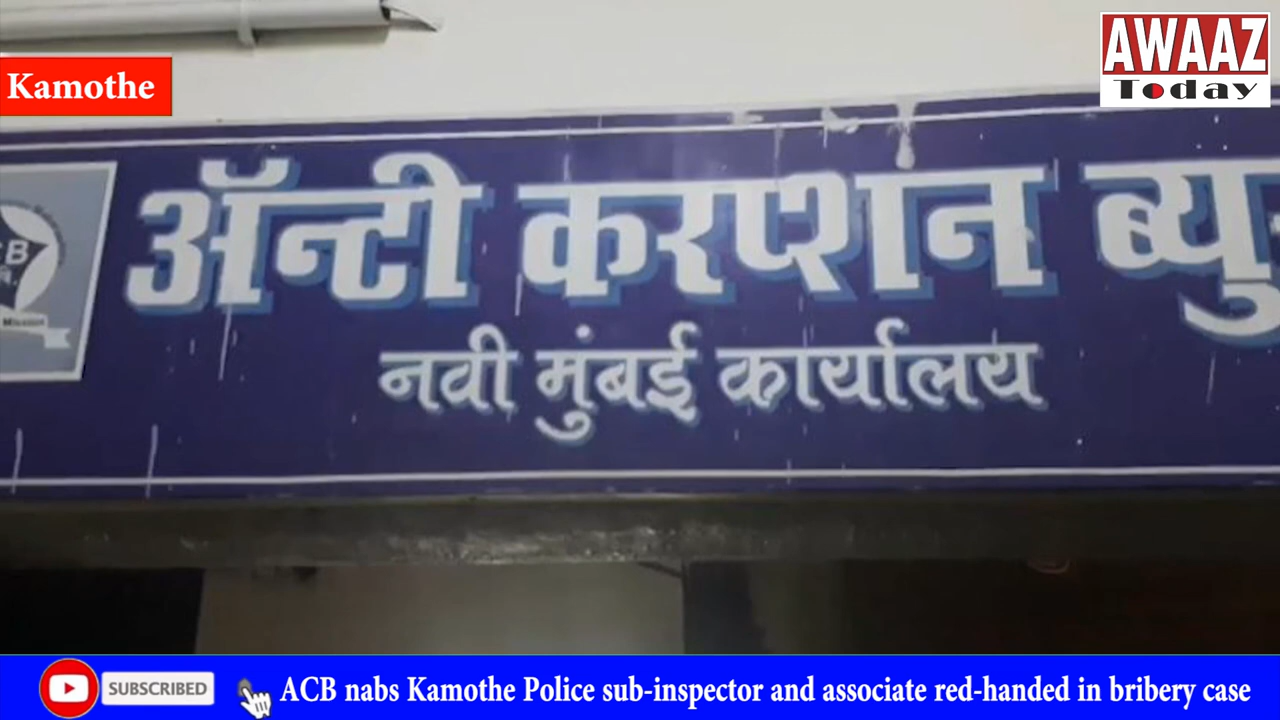 Kamothe
AWAAZ
Today
अ‍ॅन्टी करप्शन
नवी मुंबई कार्यालय
SUBSCRIBED
ACB nabs Kamothe Police sub-inspector and associate red-handed in bribery case